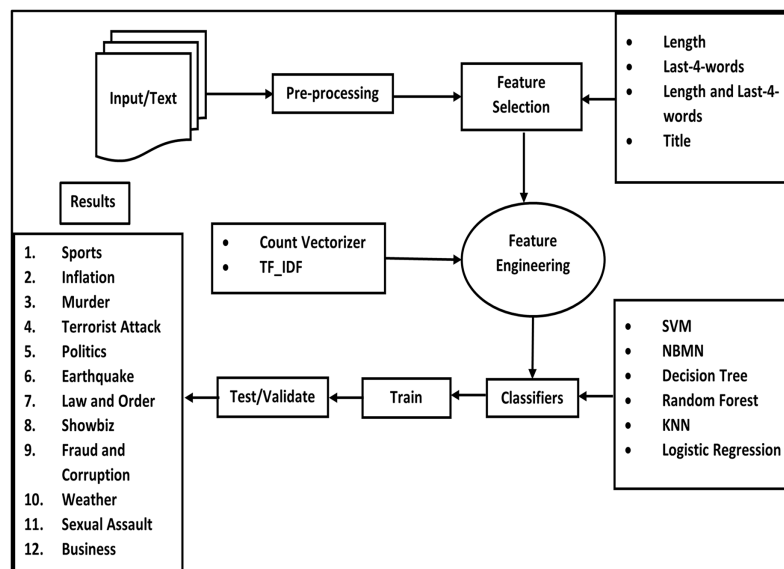 Input/Text
Pre-processing
Feature
Selection
• Length
• Last-4-words
• Length and Last-4-
words
• Title
Results
• Count Vectorizer
• TF_IDF
Feature
Engineering
1. Sports
2. Inflation
3. Murder
4. Terrorist Attack
5. Politics
6. Earthquake
7. Law and Order
8. Showbiz
9. Fraud and
Corruption
10. Weather
11. Sexual Assault
12. Business
Test/Validate
Train
Classifiers
• SVM
• NBMN
• Decision Tree
• Random Forest
• KNN
• Logistic Regression